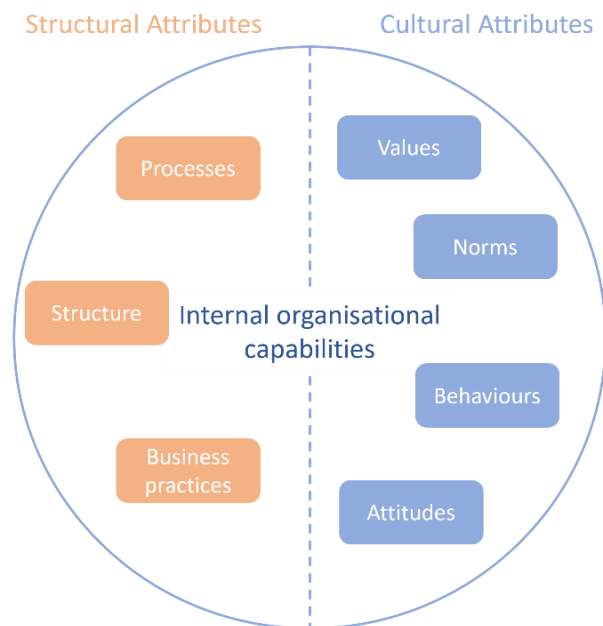 Structural Attributes
Cultural Attributes
Processes
Values
Norms
Structure
Internal organisational
capabilities
Behaviours
Business
practices
Attitudes